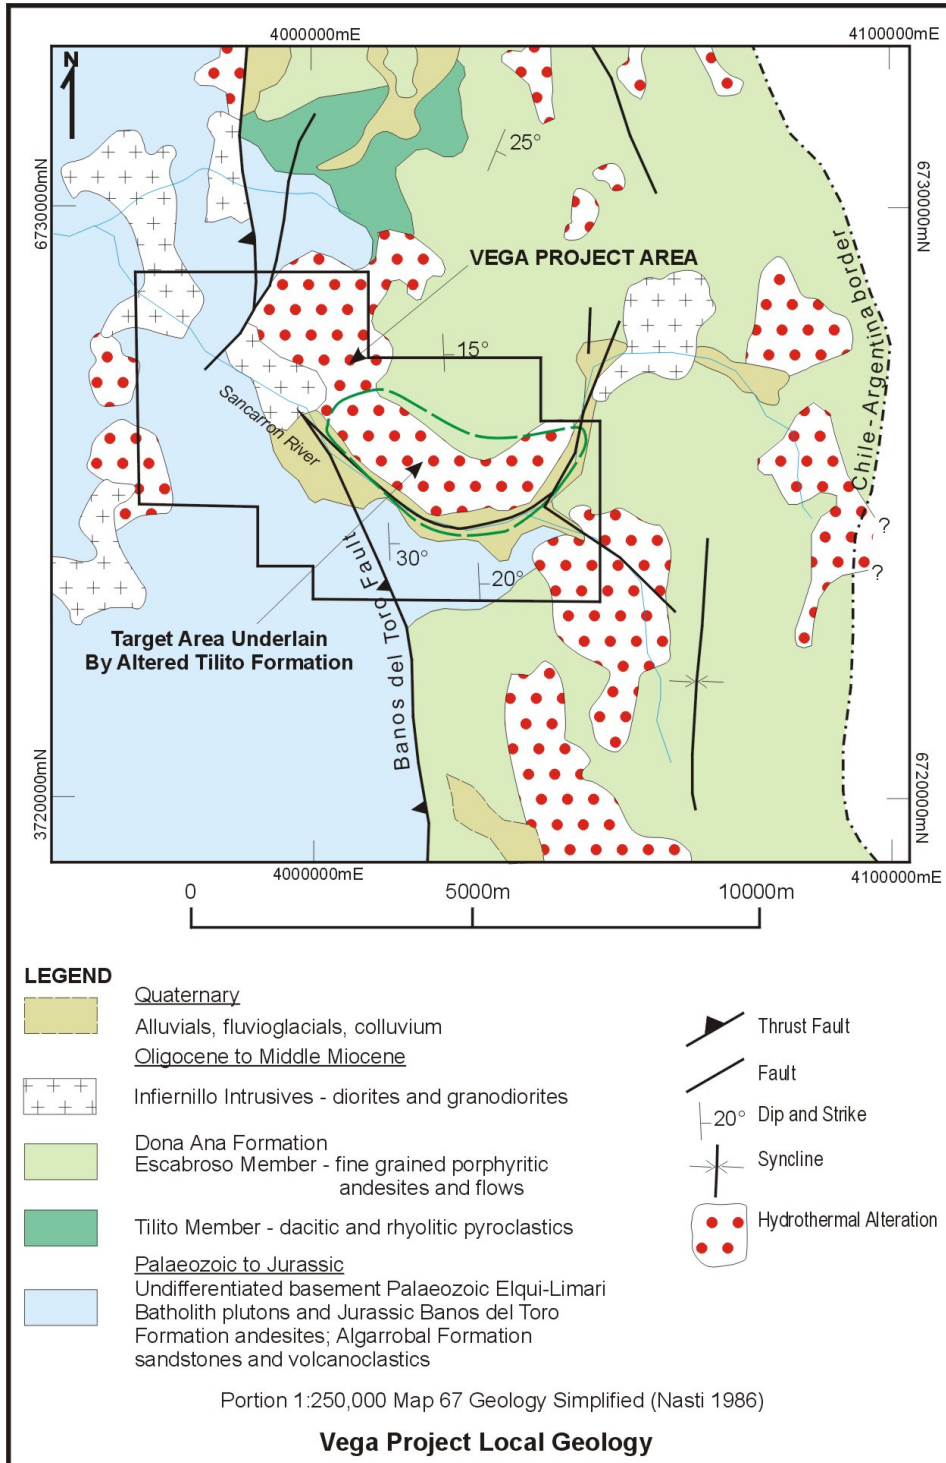 4000000mE
4100000mE
N
25°
6730000mN
6730000mN
VEGA PROJECT AREA
Chile-Argentina border
15°
Sancarron River
?
30°
20°
?
Target Area Underlain
By Altered Tilito Formation
Banos del Toro Fault
3720000mN
6720000mN
4000000mE
4100000mE
0
5000m
10000m
LEGEND
Quaternary
Alluvials, fluvioglacials, colluvium
Oligocene to Middle Miocene
Infiernillo Intrusives - diorites and granodiorites
Dona Ana Formation
Escabroso Member - fine grained porphyritic
andesites and flows
Tilito Member - dacitic and rhyolitic pyroclastics
Palaeozoic to Jurassic
Undifferentiated basement Palaeozoic Elqui-Limari
Batholith plutons and Jurassic Banos del Toro
Formation andesites; Algarrobal Formation
sandstones and volcanoclastics
Thrust Fault
Fault
20° Dip and Strike
Syncline
Hydrothermal Alteration
Portion 1:250,000 Map 67 Geology Simplified (Nasti 1986)
Vega Project Local Geology